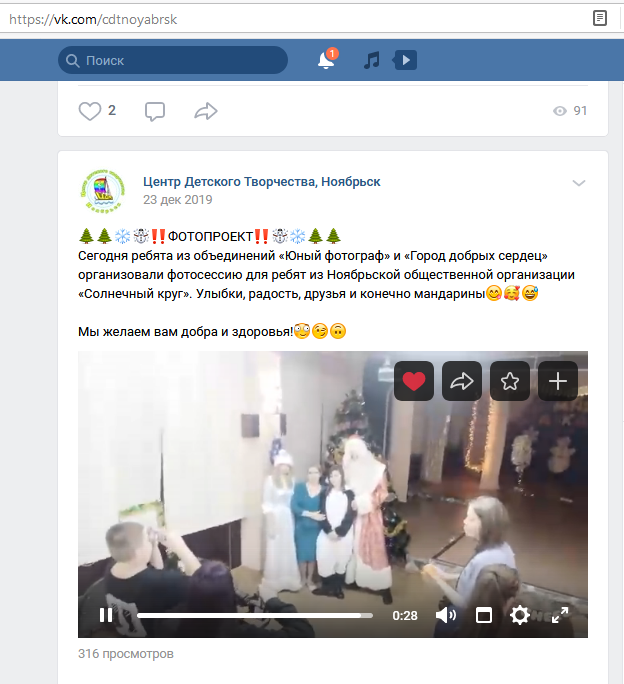 https://vk.com/cdtnoyabrsk
Поиск
1
2
91
Центр Детского Творчества, Ноябрьск
23 дек 2019
🌲🌲❄️☃️‼️ФОТОПРОЕКТ‼️☃️❄️🌲🌲
Сегодня ребята из объединений «Юный фотограф» и «Город добрых сердец»
организовали фотосессию для ребят из Ноябрьской общественной организации
«Солнечный круг». Улыбки, радость, друзья и конечно мандарины😋🥰😅
Мы желаем вам добра и здоровья!🙄😉🙃
0:28
316 просмотров